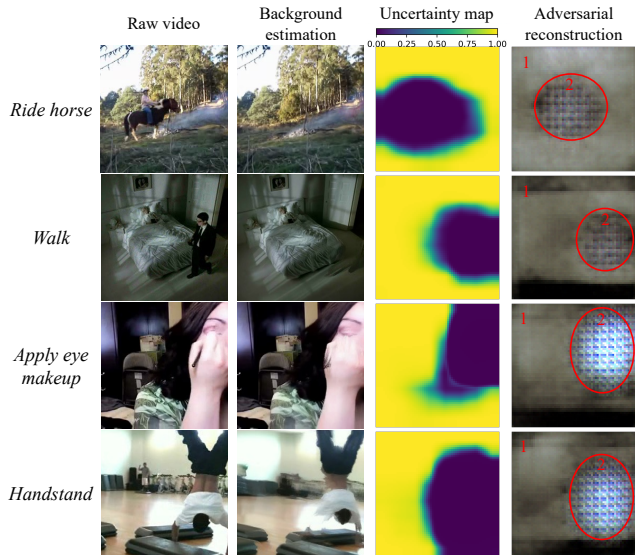 Raw video
Background
estimation
Uncertainty map
Adversarial
reconstruction
0.00 0.25 0.50 0.75 1.00
Ride horse
1
2
Walk
1
2
Apply eye
makeup
1
2
Handstand
1
2